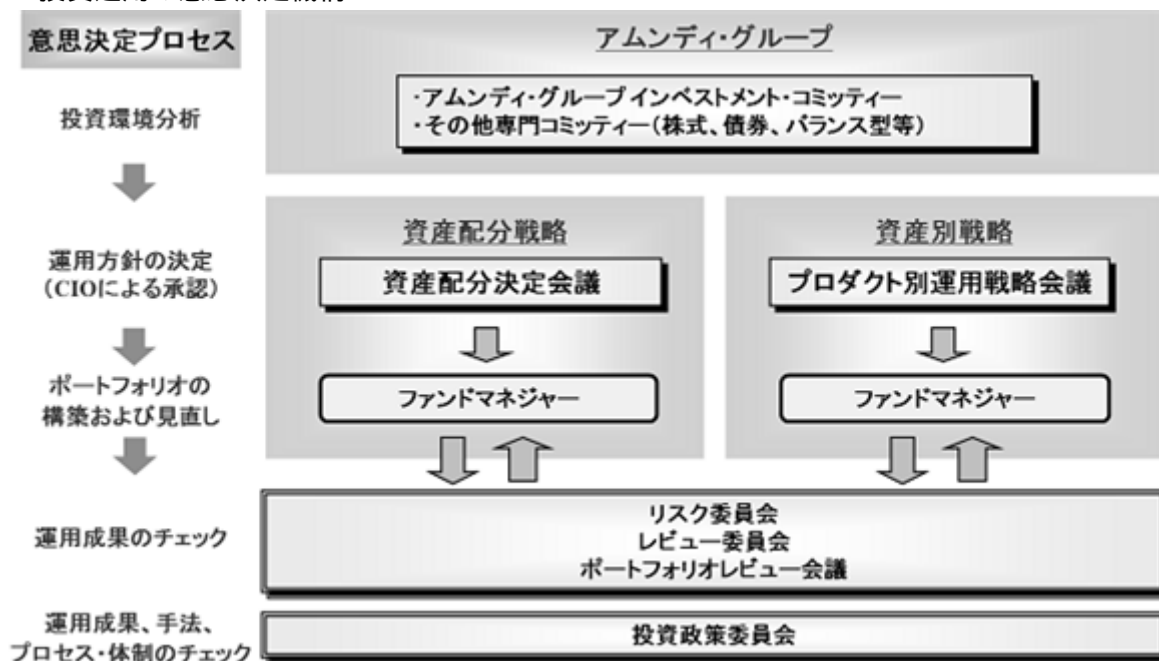 意思決定プロセス
アムンディ・グループ
・アムンディ・グループ インベストメント・コミッティー
・その他専門コミッティー(株式、債券、バランス型等)
投資環境分析
資産配分戦略
資産別戦略
運用方針の決定
(CIOによる承認)
資産配分決定会議
プロダクト別運用戦略会議
ポートフォリオの
構築および見直し
ファンドマネジャー
ファンドマネジャー
運用成果のチェック
リスク委員会
レビュー委員会
ポートフォリオレビュー会議
運用成果、手法、
プロセス・体制のチェック
投資政策委員会